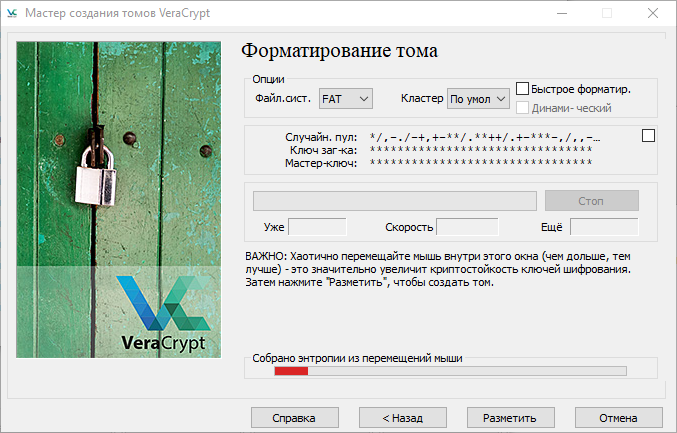 Мастер создания томов VeraCrypt
Форматирование тома
Опции
Файл.сист. FAT Кластер По умол Быстрое форматир.
Динами- ческий
Случайн. пул: */,-./-+,+-**/.**++/.+-***-,/,,-...
Ключ заг-ка: ********************************
Мастер-ключ: ********************************
Стоп
Уже Скорость Ещё
ВАЖНО: Хаотично перемещайте мышь внутри этого окна (чем дольше, тем
лучше) - это значительно увеличит криптостойкость ключей шифрования.
Затем нажмите "Разметить", чтобы создать том.
VeraCrypt
Собрано энтропии из перемещений мыши
Справка < Назад Разметить Отмена